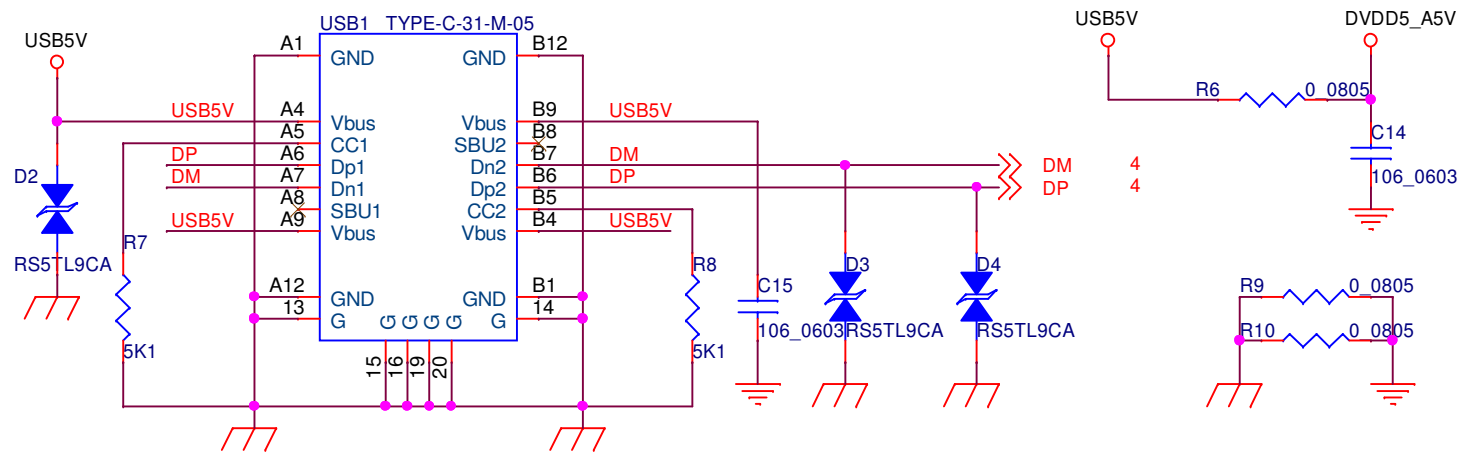 USB1 TYPE-C-31-M-05
USB5V
USB5V
DVDD5_A5V
A1
GND
GND
B12
R6
0_0805
USB5V
A4
Vbus
Vbus
B9
USB5V
A5
CC1
SBU2
B8
C14
DP
A6
Dp1
Dn2
B7
DM
DM
4
DM
A7
Dn1
Dp2
B6
DP
DP
4
106_0603
D2
A8
SBU1
CC2
B5
USB5V
A9
Vbus
Vbus
B4
USB5V
R7
RS5TL9CA
R8
D3
D4
A12
GND
GND
B1
C15
R9
0_0805
13
G
G
14
G
G
G
G
106_0603
RS5TL9CA
RS5TL9CA
R10
0_0805
5K1
5K1
15
16
19
20